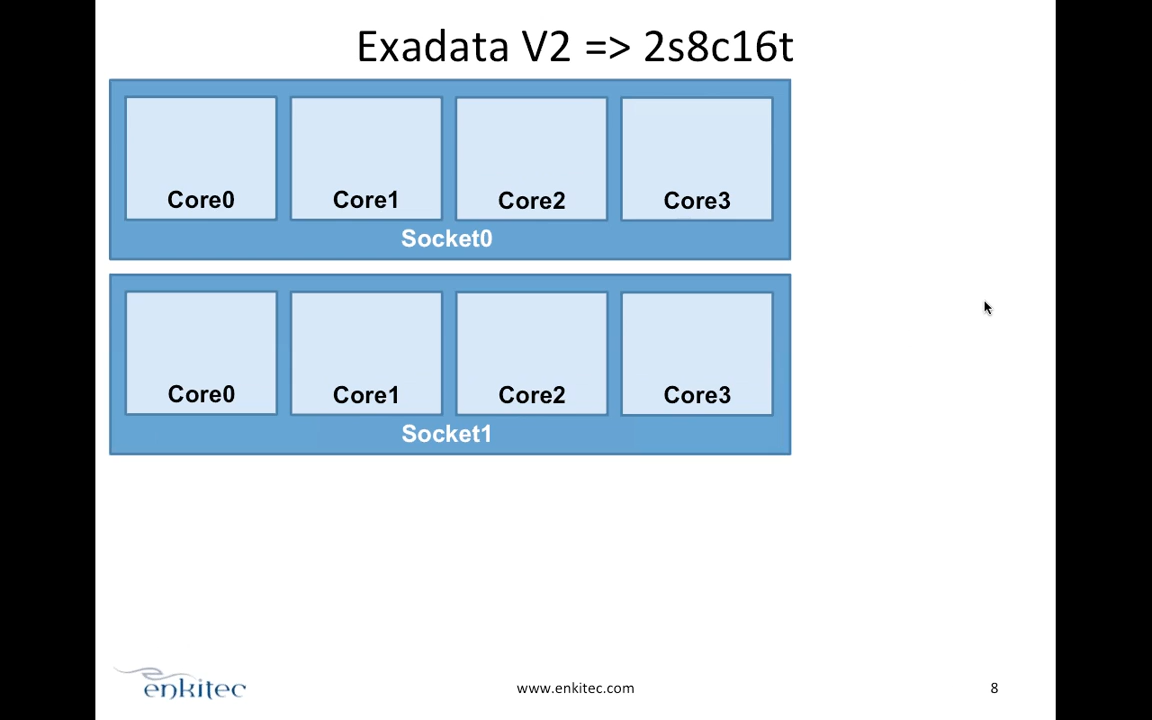 Exadata V2 => 2s8c16t
Core0 Core1 Core2 Core3
Socket0
Core0 Core1 Core2 Core3
Socket1
enkitec
www.enkitec.com
8